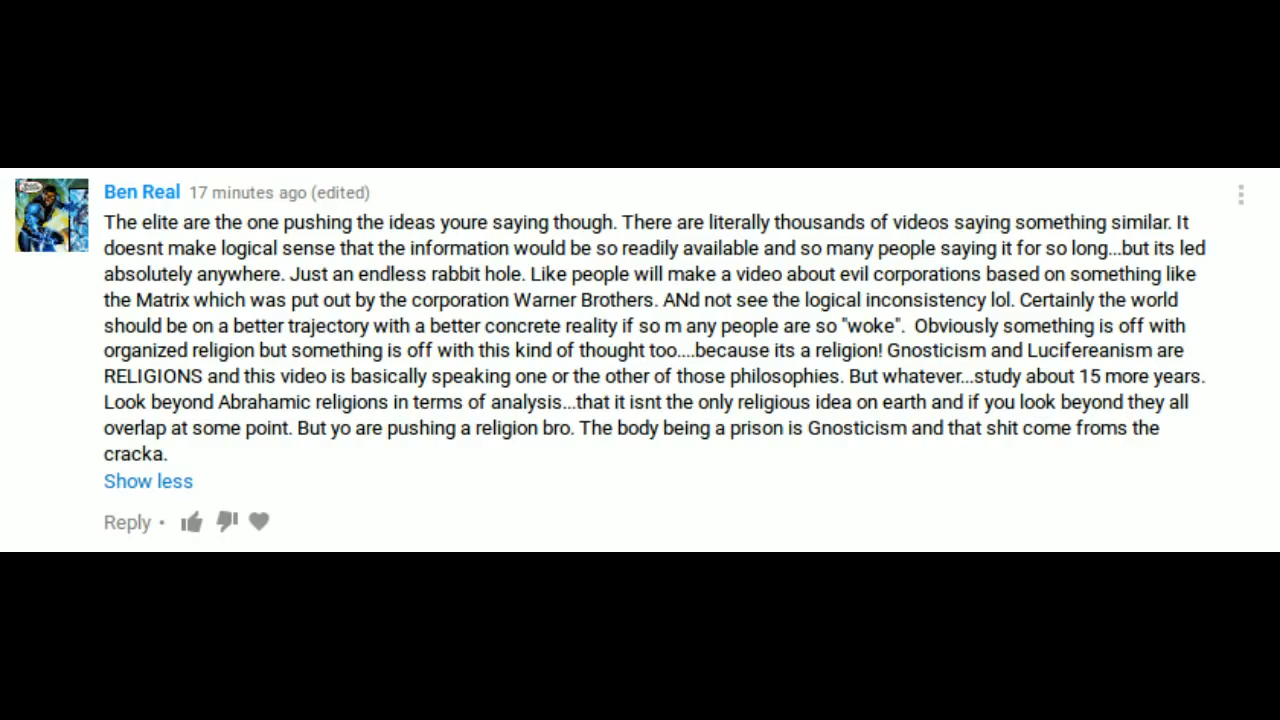 Ben Real 17 minutes ago (edited)
The elite are the one pushing the ideas youre saying though. There are literally thousands of videos saying something similar. It
doesnt make logical sense that the information would be so readily available and so many people saying it for so long...but its led
absolutely anywhere. Just an endless rabbit hole. Like people will make a video about evil corporations based on something like
the Matrix which was put out by the corporation Warner Brothers. ANd not see the logical inconsistency lol. Certainly the world
should be on a better trajectory with a better concrete reality if so m any people are so "woke".  Obviously something is off with
organized religion but something is off with this kind of thought too....because its a religion! Gnosticism and Lucifereanism are
RELIGIONS and this video is basically speaking one or the other of those philosophies. But whatever...study about 15 more years.
Look beyond Abrahamic religions in terms of analysis...that it isnt the only religious idea on earth and if you look beyond they all
overlap at some point. But yo are pushing a religion bro. The body being a prison is Gnosticism and that shit come froms the
cracka.
Show less
Reply •